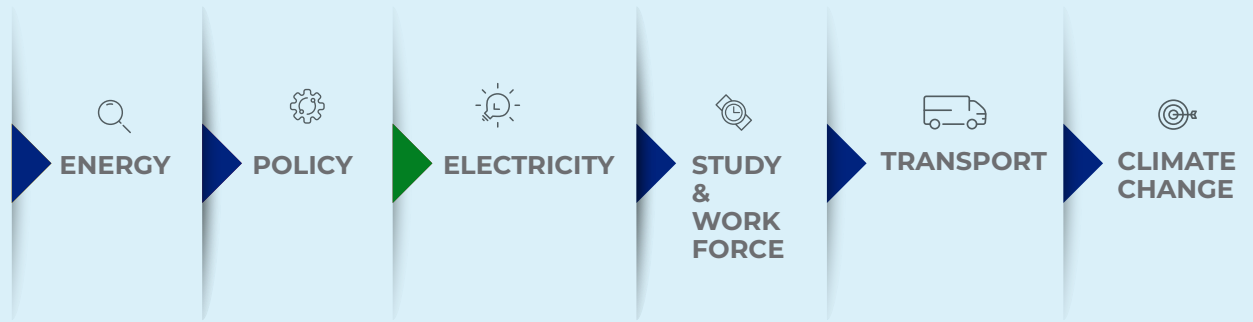 ENERGY
POLICY
ELECTRICITY
STUDY
&
WORK
FORCE
TRANSPORT
CLIMATE
CHANGE